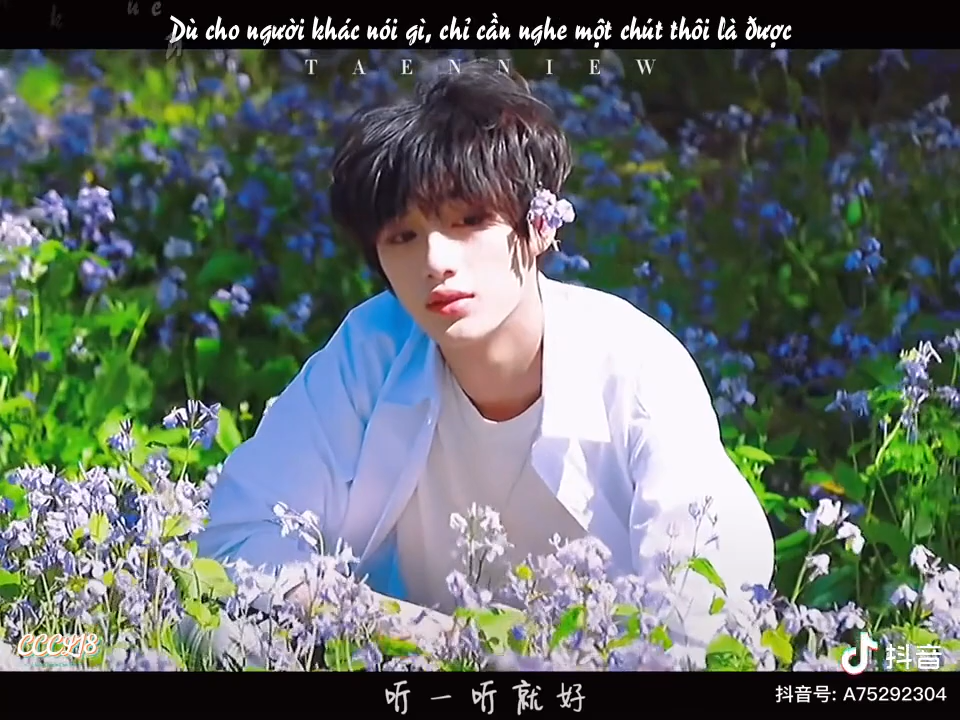 k
u e
Dù cho người khác nói gì, chỉ cần nghe một chút thôi là được
TAENNIEW
CCCY18
抖音
听一听就好
抖音号: A75292304